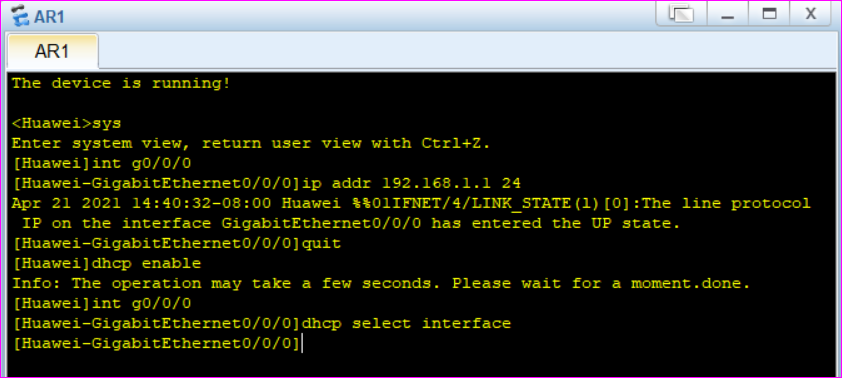 AR1
AR1
The device is running!
<Huawei>sys
Enter system view, return user view with Ctrl+Z.
[Huawei]int g0/0/0
[Huawei-GigabitEthernet0/0/0]ip addr 192.168.1.1 24
Apr 21 2021 14:40:32-08:00 Huawei %%01IFNET/4/LINK_STATE(l)[0]:The line protocol
 IP on the interface GigabitEthernet0/0/0 has entered the UP state.
[Huawei-GigabitEthernet0/0/0]quit
[Huawei]dhcp enable
Info: The operation may take a few seconds. Please wait for a moment.done.
[Huawei]int g0/0/0
[Huawei-GigabitEthernet0/0/0]dhcp select interface
[Huawei-GigabitEthernet0/0/0]